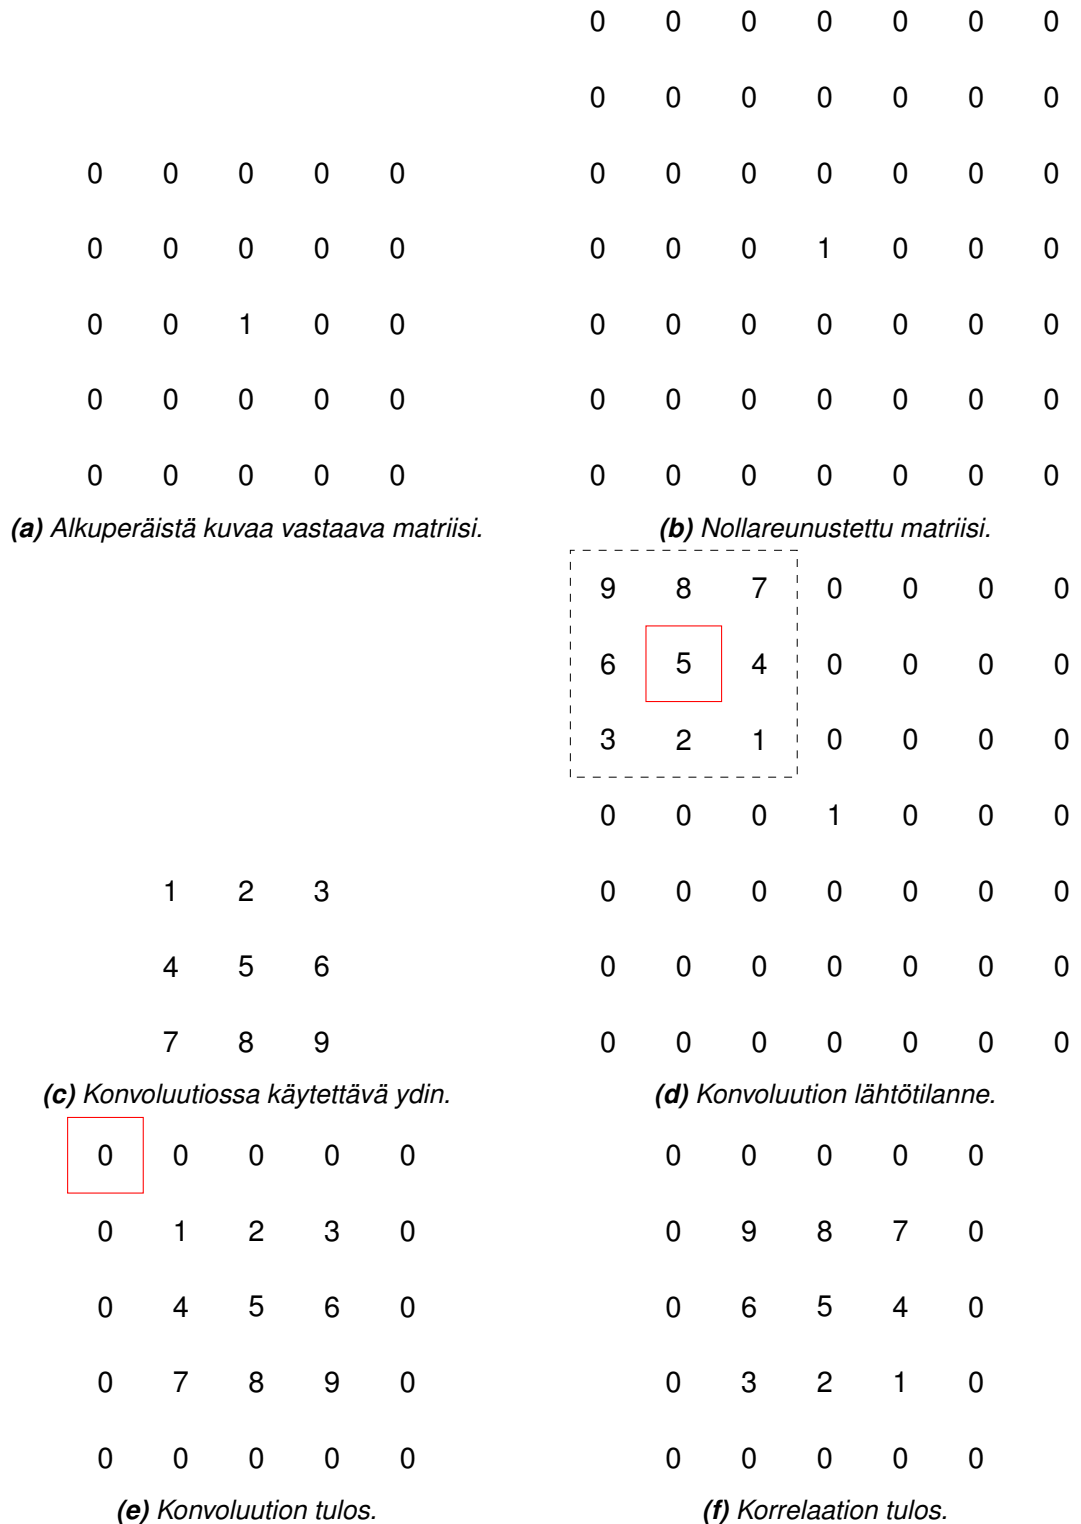 0 0 0 0 0
0 0 0 0 0
0 0 1 0 0
0 0 0 0 0
0 0 0 0 0
(a) Alkuperäistä kuvaa vastaava matriisi.
0 0 0 0 0 0 0
0 0 0 0 0 0 0
0 0 0 0 0 0 0
0 0 0 1 0 0 0
0 0 0 0 0 0 0
0 0 0 0 0 0 0
0 0 0 0 0 0 0
(b) Nollareunustettu matriisi.
1 2 3
4 5 6
7 8 9
(c) Konvoluutiossa käytettävä ydin.
9 8 7 0 0 0 0
6 5 4 0 0 0 0
3 2 1 0 0 0 0
0 0 0 1 0 0 0
0 0 0 0 0 0 0
0 0 0 0 0 0 0
0 0 0 0 0 0 0
(d) Konvoluution lähtötilanne.
0 0 0 0 0
0 1 2 3 0
0 4 5 6 0
0 7 8 9 0
0 0 0 0 0
(e) Konvoluution tulos.
0 0 0 0 0
0 9 8 7 0
0 6 5 4 0
0 3 2 1 0
0 0 0 0 0
(f) Korrelaation tulos.